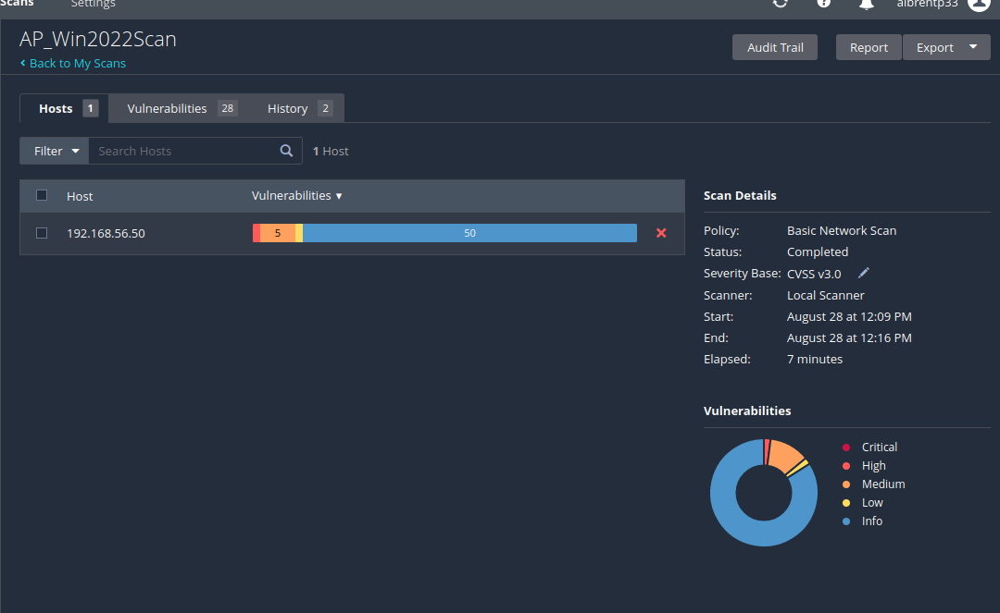 Scans Settings ? albrentp33
AP_Win2022Scan
Back to My Scans
Audit Trail Report Export
Hosts 1 Vulnerabilities 28 History 2
Filter Search Hosts 1 Host
Host Vulnerabilities
192.168.56.50 5 50
Scan Details
Policy: Basic Network Scan
Status: Completed
Severity Base: CVSS v3.0
Scanner: Local Scanner
Start: August 28 at 12:09 PM
End: August 28 at 12:16 PM
Elapsed: 7 minutes
Vulnerabilities
Critical
High
Medium
Low
Info